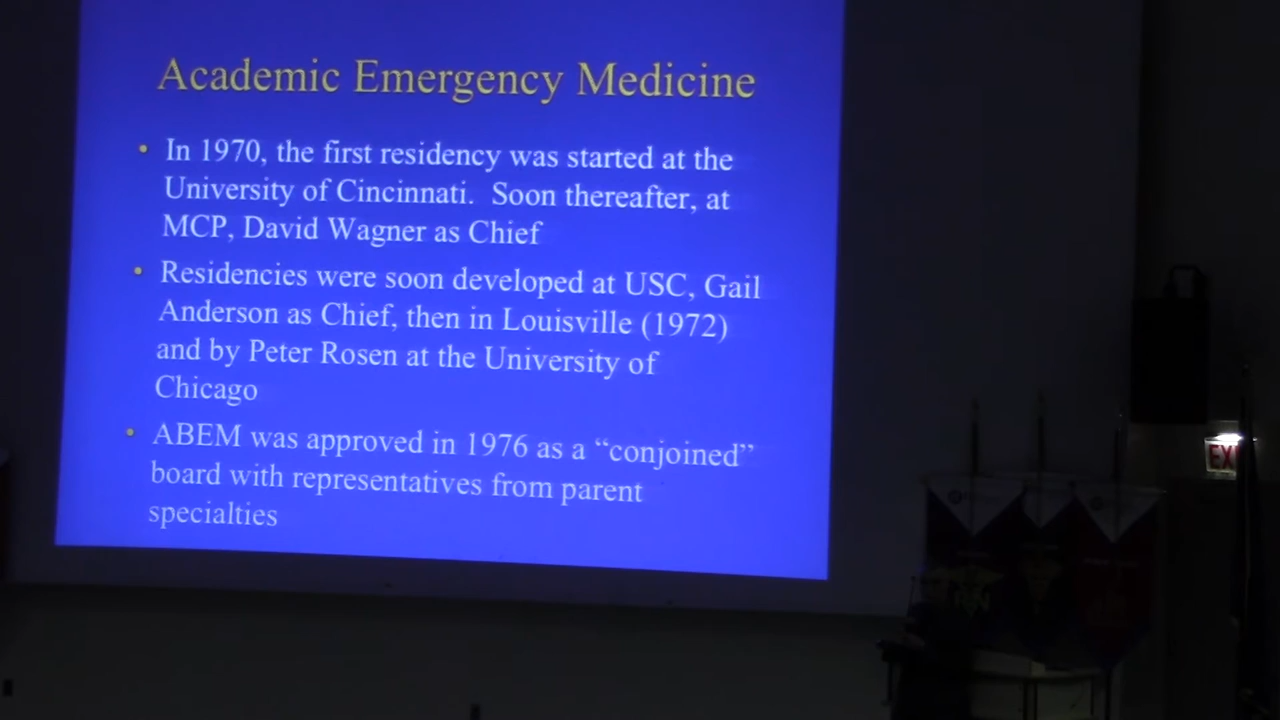 Academic Emergency Medicine
• In 1970, the first residency was started at the
University of Cincinnati.  Soon thereafter, at
MCP, David Wagner as Chief
• Residencies were soon developed at USC, Gail
Anderson as Chief, then in Louisville (1972)
and by Peter Rosen at the University of
Chicago
• ABEM was approved in 1976 as a “conjoined”
board with representatives from parent
specialties
EX